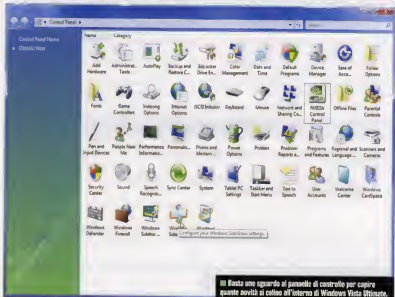 Control Panel
Search
Control Panel Home
Classic View
Name Category
Add Hardware
Administrat... Tools
AutoPlay
Backup and Restore C...
BitLocker Drive En...
Color Management
Date and Time
Default Programs
Device Manager
Ease of Acce...
Folder Options
Fonts
Game Controllers
Indexing Options
Internet Options
iSCSI Initiator
Keyboard
Mouse
Network and Sharing Ce...
NVIDIA Control Panel
Offline Files
Parental Controls
Pen and Input Devices
People Near Me
Performance Informatio...
Personaliz...
Phone and Modem ...
Power Options
Printers
Problem Reports a...
Programs and Features
Regional and Language ...
Scanners and Cameras
Security Center
Sound
Speech Recognit...
Sync Center
System
Tablet PC Settings
Taskbar and Start Menu
Text to Speech
User Accounts
Welcome Center
Windows CardSpace
Windows Defender
Windows Firewall
Windows SideBar ...
Windows
Windows
Configure your Windows SideShow settings.
Basta uno sguardo al pannello di controllo per capire
quante novità si celino all'interno di Windows Vista Ultimate.